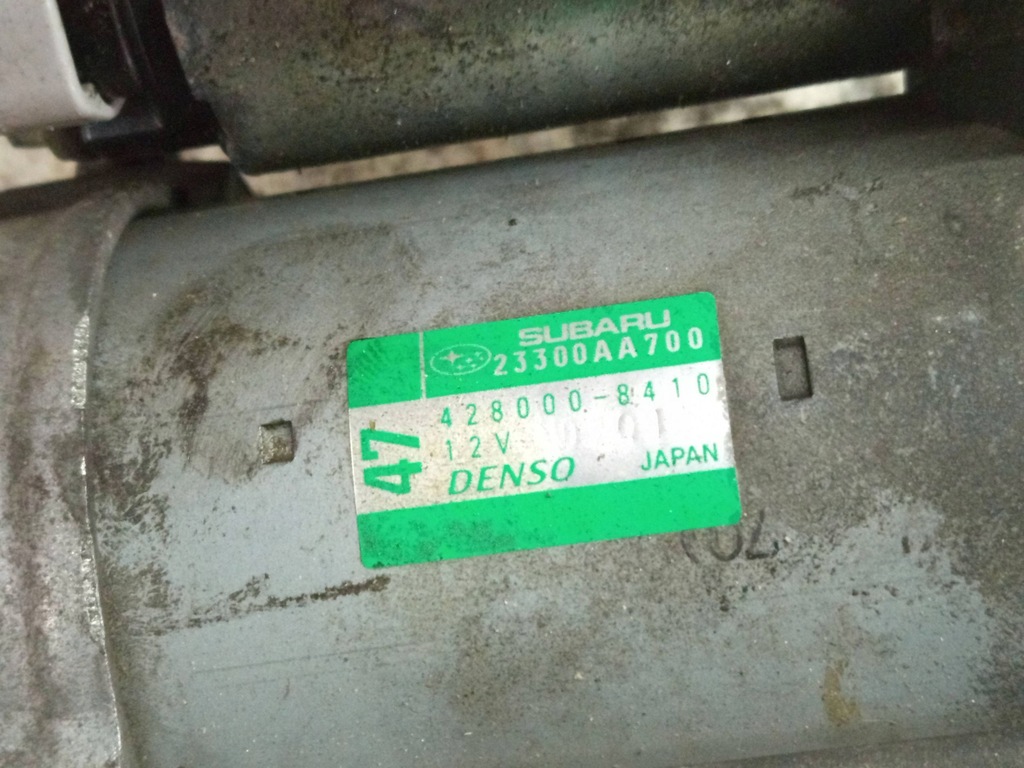 SUBARU
23300AA700
428000-8410
12V
47
DENSO JAPAN